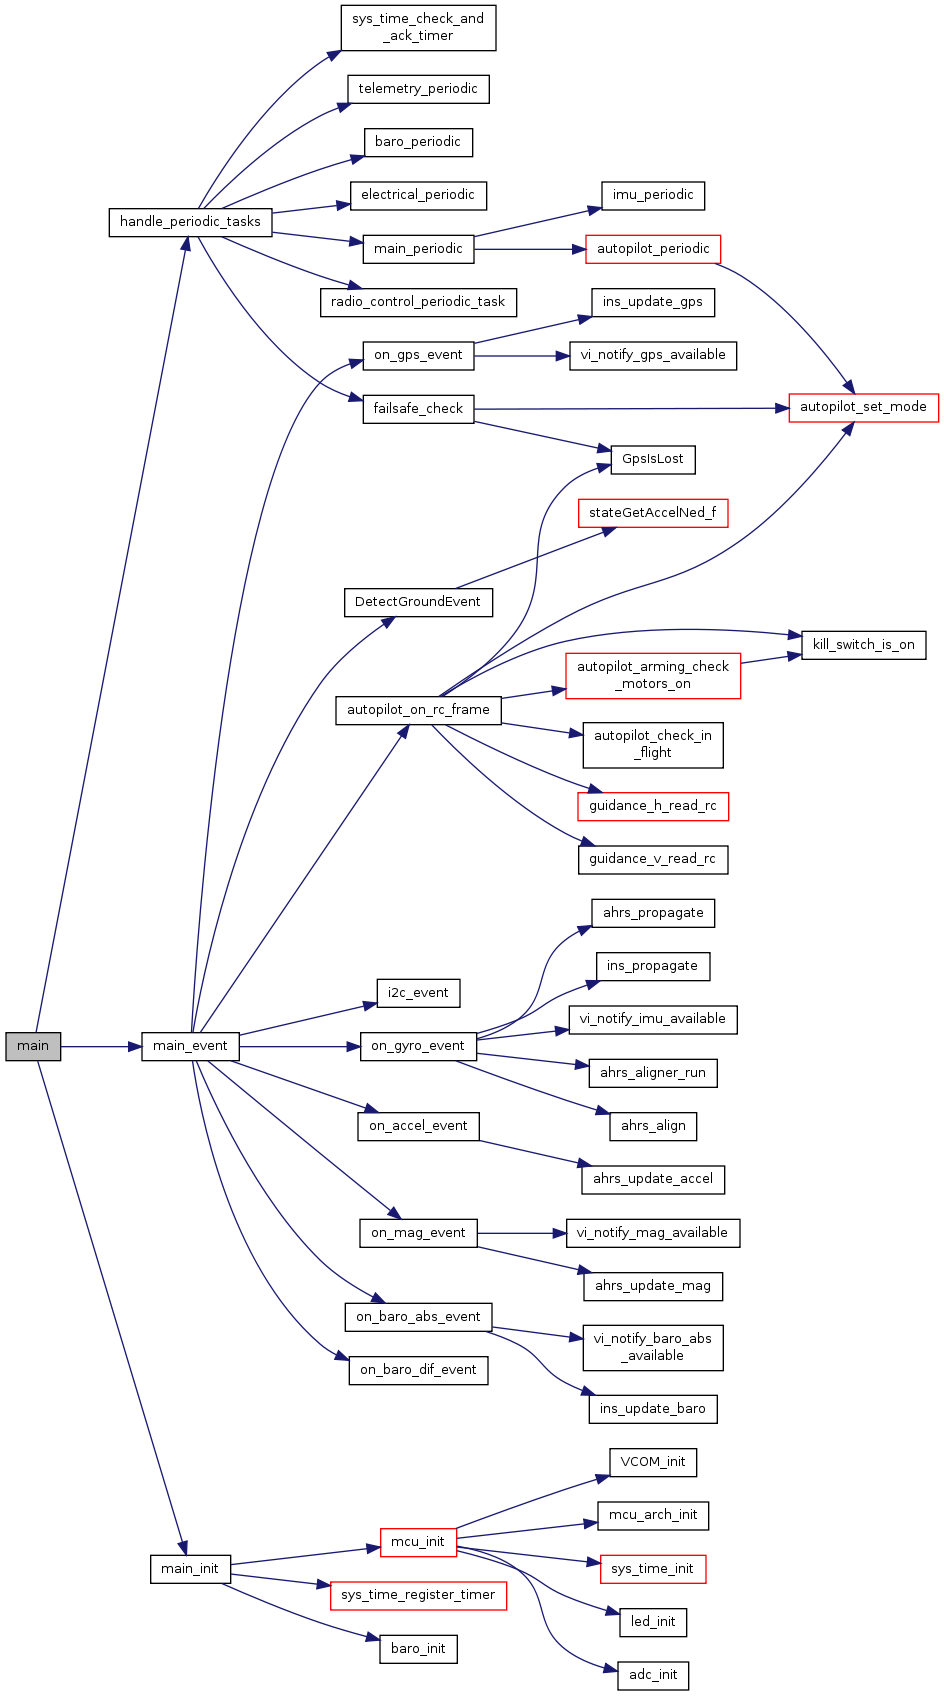 sys_time_check_and
_ack_timer
telemetry_periodic
baro_periodic
electrical_periodic
imu_periodic
handle_periodic_tasks
main_periodic
autopilot_periodic
radio_control_periodic_task
ins_update_gps
on_gps_event
vi_notify_gps_available
failsafe_check
autopilot_set_mode
GpsIsLost
stateGetAccelNed_f
DetectGroundEvent
kill_switch_is_on
autopilot_arming_check
_motors_on
autopilot_on_rc_frame
autopilot_check_in
_flight
guidance_h_read_rc
guidance_v_read_rc
ahrs_propagate
ins_propagate
i2c_event
vi_notify_imu_available
main
main_event
on_gyro_event
ahrs_aligner_run
on_accel_event
ahrs_align
ahrs_update_accel
on_mag_event
vi_notify_mag_available
ahrs_update_mag
on_baro_abs_event
vi_notify_baro_abs
_available
on_baro_dif_event
ins_update_baro
VCOM_init
mcu_arch_init
mcu_init
main_init
sys_time_init
sys_time_register_timer
led_init
baro_init
adc_init